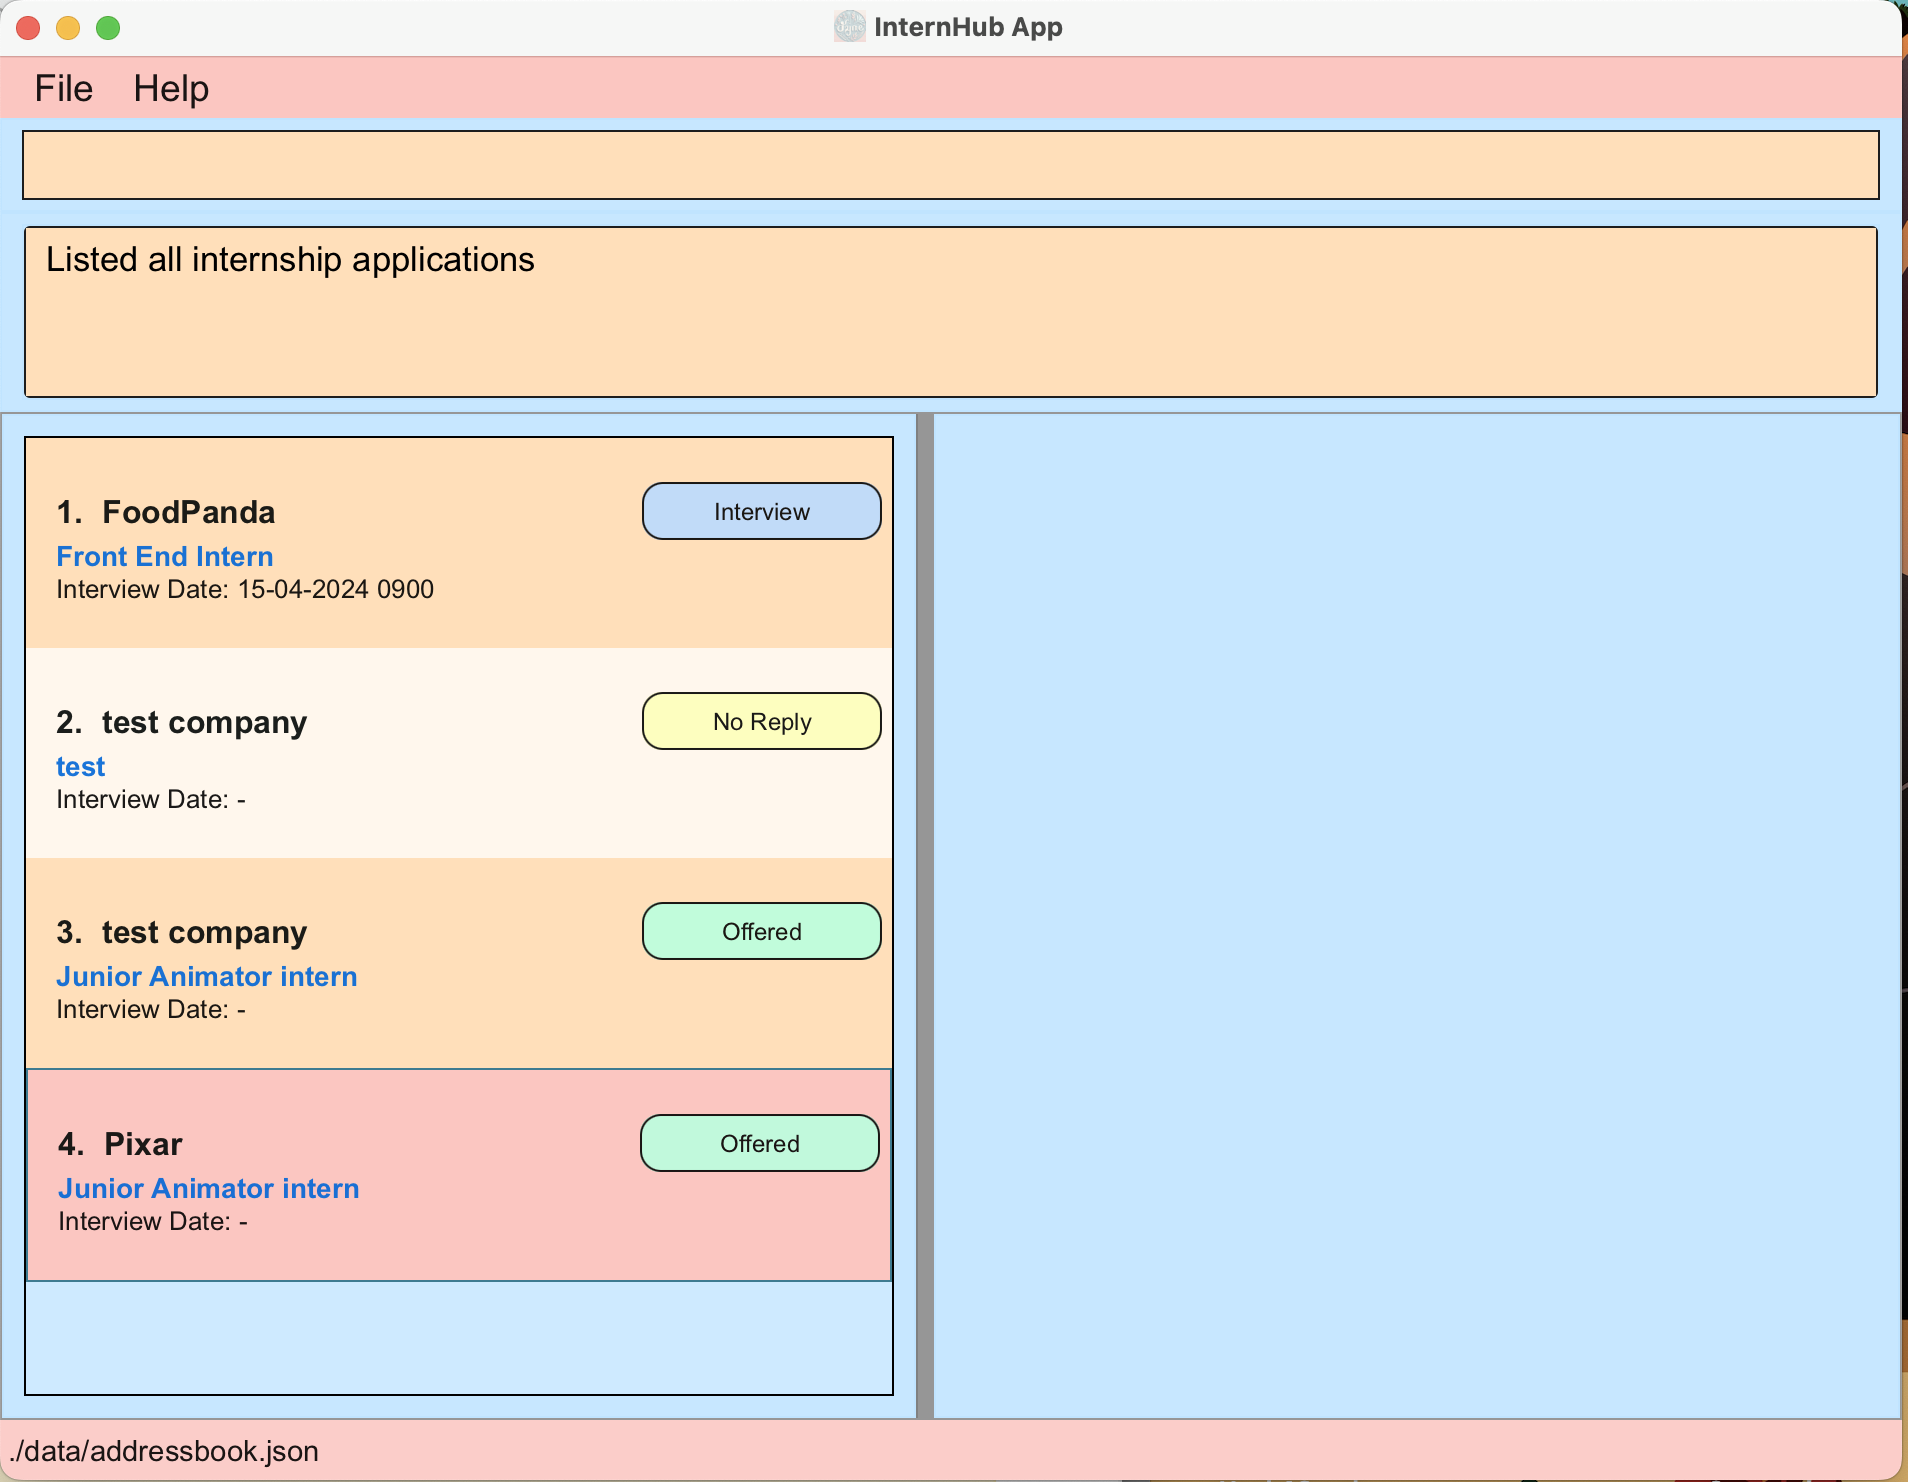 InternHub App
File Help
Listed all internship applications
1. FoodPanda
Interview
Front End Intern
Interview Date: 15-04-2024 0900
2. test company
No Reply
test
Interview Date: -
3. test company
Offered
Junior Animator intern
Interview Date: -
4. Pixar
Offered
Junior Animator intern
Interview Date: -
./data/addressbook.json